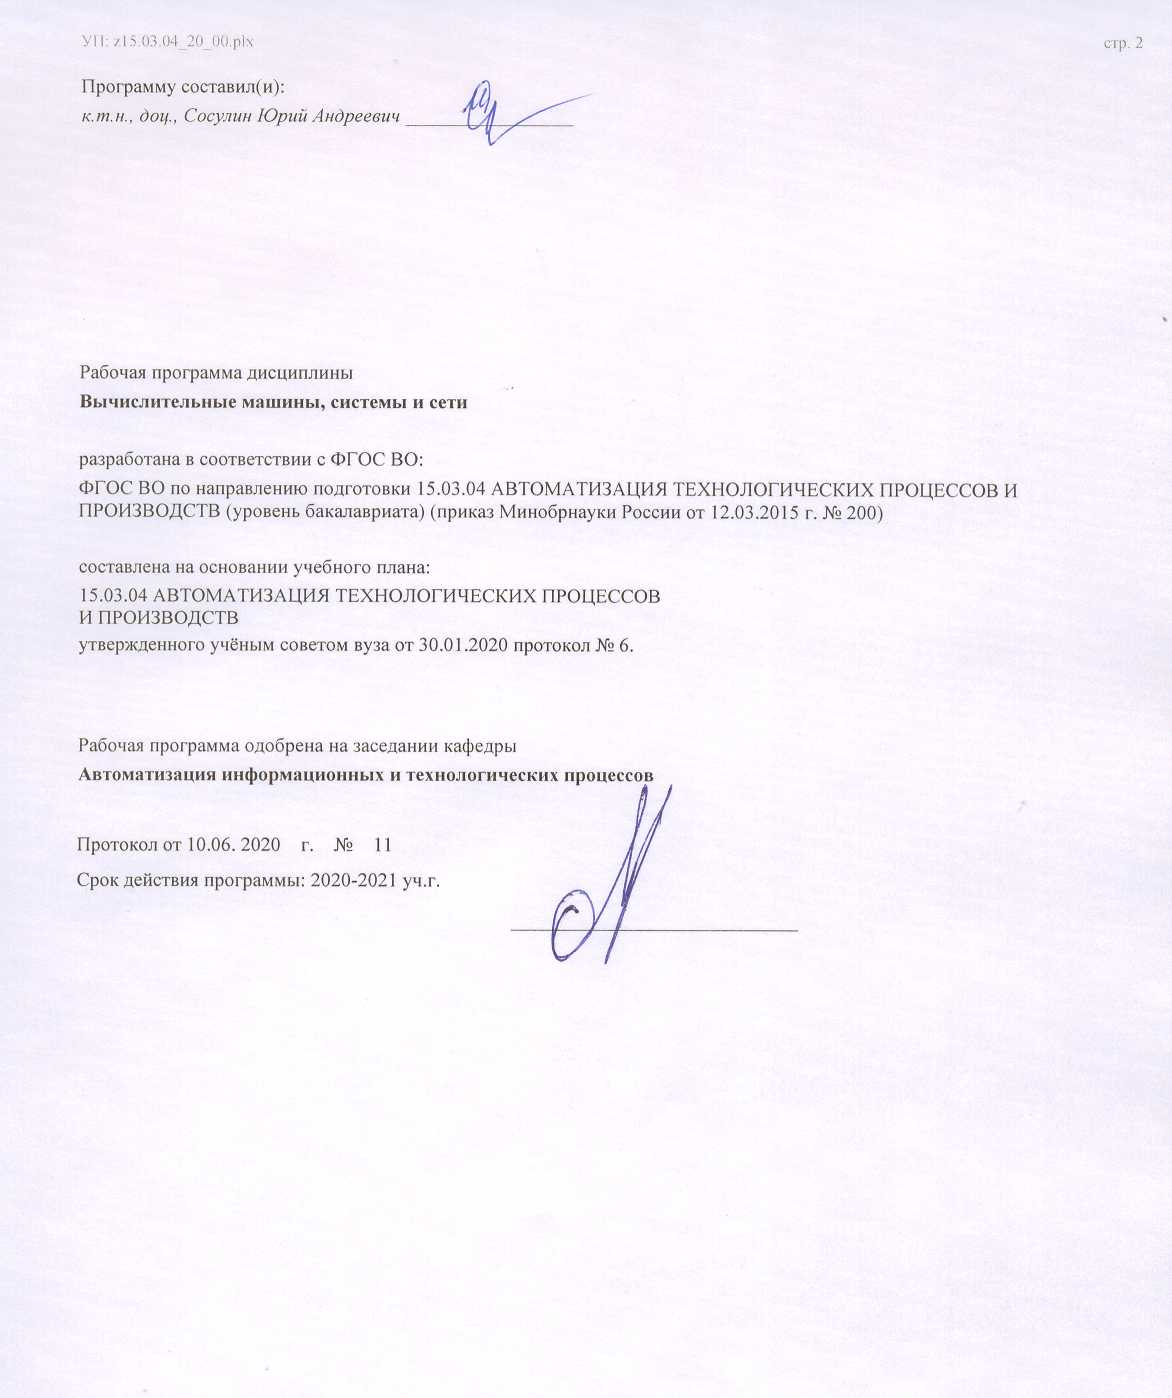 УП: z15.03.04_20_00.plx стр. 2
Программу составил(и):
к.т.н., доц., Сосулин Юрий Андреевич
Рабочая программа дисциплины
Вычислительные машины, системы и сети
разработана в соответствии с ФГОС ВО:
ФГОС ВО по направлению подготовки 15.03.04 АВТОМАТИЗАЦИЯ ТЕХНОЛОГИЧЕСКИХ ПРОЦЕССОВ И
ПРОИЗВОДСТВ (уровень бакалавриата) (приказ Минобрнауки России от 12.03.2015 г. № 200)
составлена на основании учебного плана:
15.03.04 АВТОМАТИЗАЦИЯ ТЕХНОЛОГИЧЕСКИХ ПРОЦЕССОВ
И ПРОИЗВОДСТВ
утвержденного учёным советом вуза от 30.01.2020 протокол № 6.
Рабочая программа одобрена на заседании кафедры
Автоматизация информационных и технологических процессов
Протокол от 10.06. 2020 г. № 11
Срок действия программы: 2020-2021 уч.г.